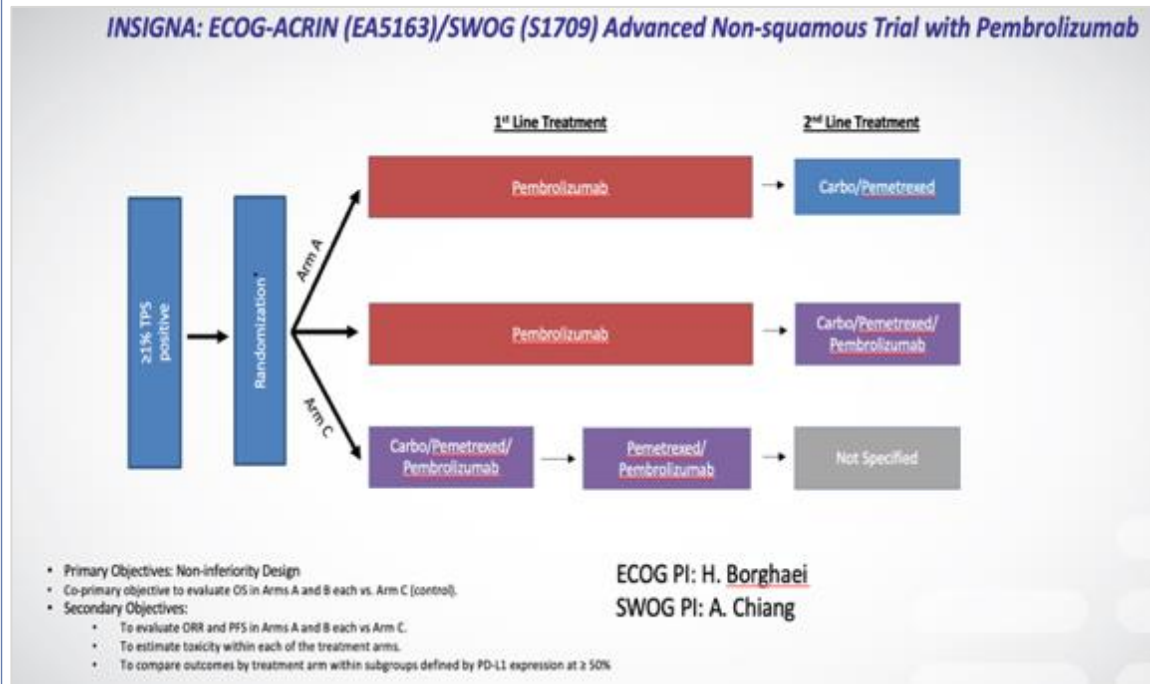 INSIGNA: ECOG-ACRIN (EA5163)/SWOG (S1709) Advanced Non-squamous Trial with Pembrolizumab
1st Line Treatment
2nd Line Treatment
≥1% TPS
positive
Randomization*
Arm A
Pembrolizumab
Carbo/Pemetrexed
Pembrolizumab
Carbo/Pemetrexed/
Pembrolizumab
Arm C
Carbo/Pemetrexed/
Pembrolizumab
Pemetrexed/
Pembrolizumab
Not Specified
• Primary Objectives: Non-inferiority Design
• Co-primary objective to evaluate OS in Arms A and B each vs. Arm C (control).
• Secondary Objectives:
• To evaluate ORR and PFS in Arms A and B each vs Arm C.
• To estimate toxicity within each of the treatment arms.
• To compare outcomes by treatment arm within subgroups defined by PD-L1 expression at ≥ 50%
ECOG PI: H. Borghaei
SWOG PI: A. Chiang